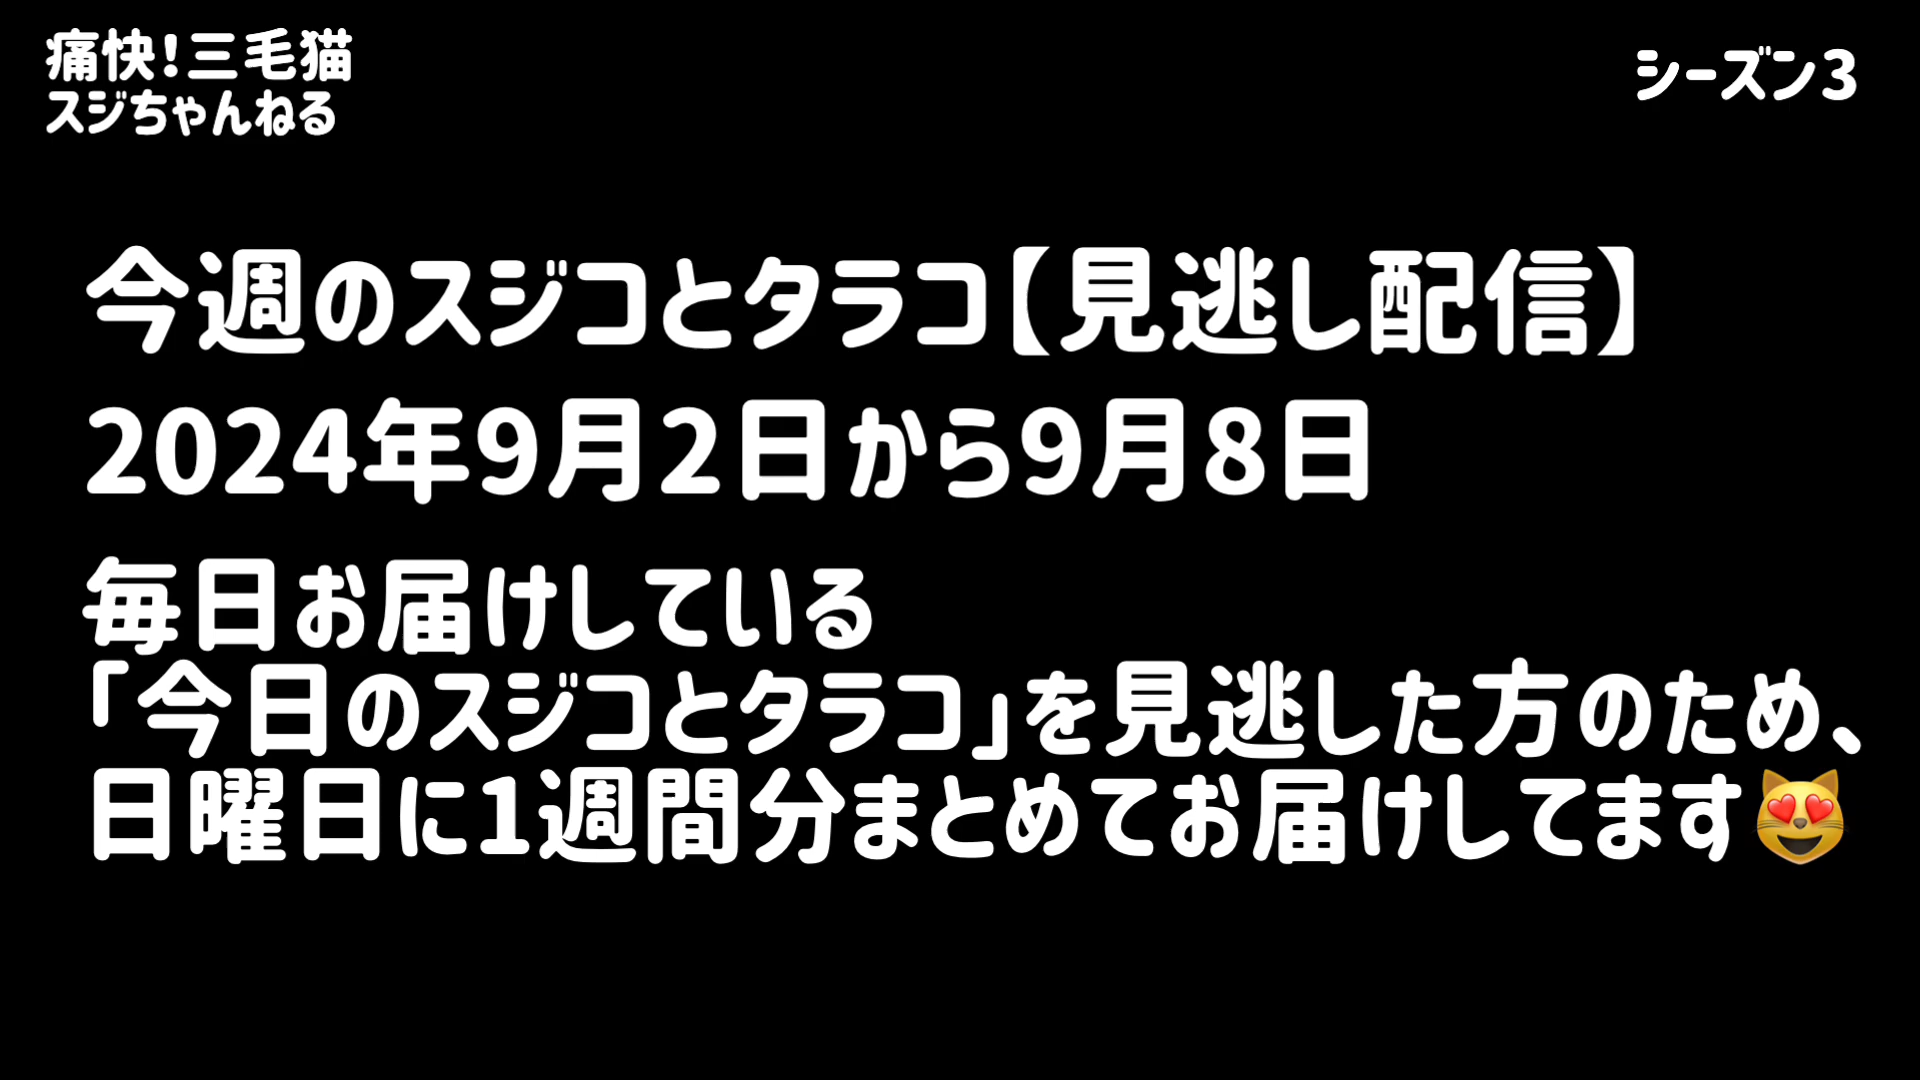 痛快!三毛猫
スジちゃんねる
シーズン3
今週のスジコとタラコ【見逃し配信】
2024年9月2日から9月8日
毎日お届けしている
「今日のスジコとタラコ」を見逃した方のため、
日曜日に1週間分まとめてお届けしてます😻